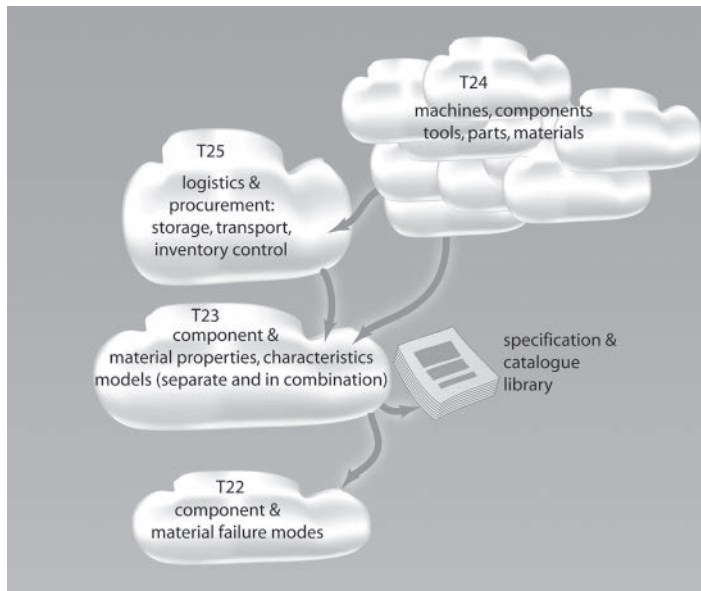 T24
machines, components
tools, parts, materials
T25
logistics &
procurement:
storage, transport,
inventory control
T23
component &
material properties, characteristics
models (separate and in combination)
specification &
catalogue
library
T22
component &
material failure modes